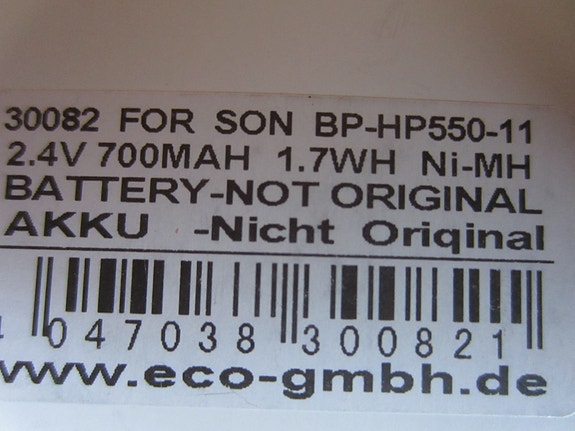 30082 FOR SON BP-HP550-11
2.4V 700MAH 1.7WH Ni-MH
BATTERY-NOT ORIGINAL
AKKU -Nicht Original
4 047038 300821
www.eco-gmbh.de